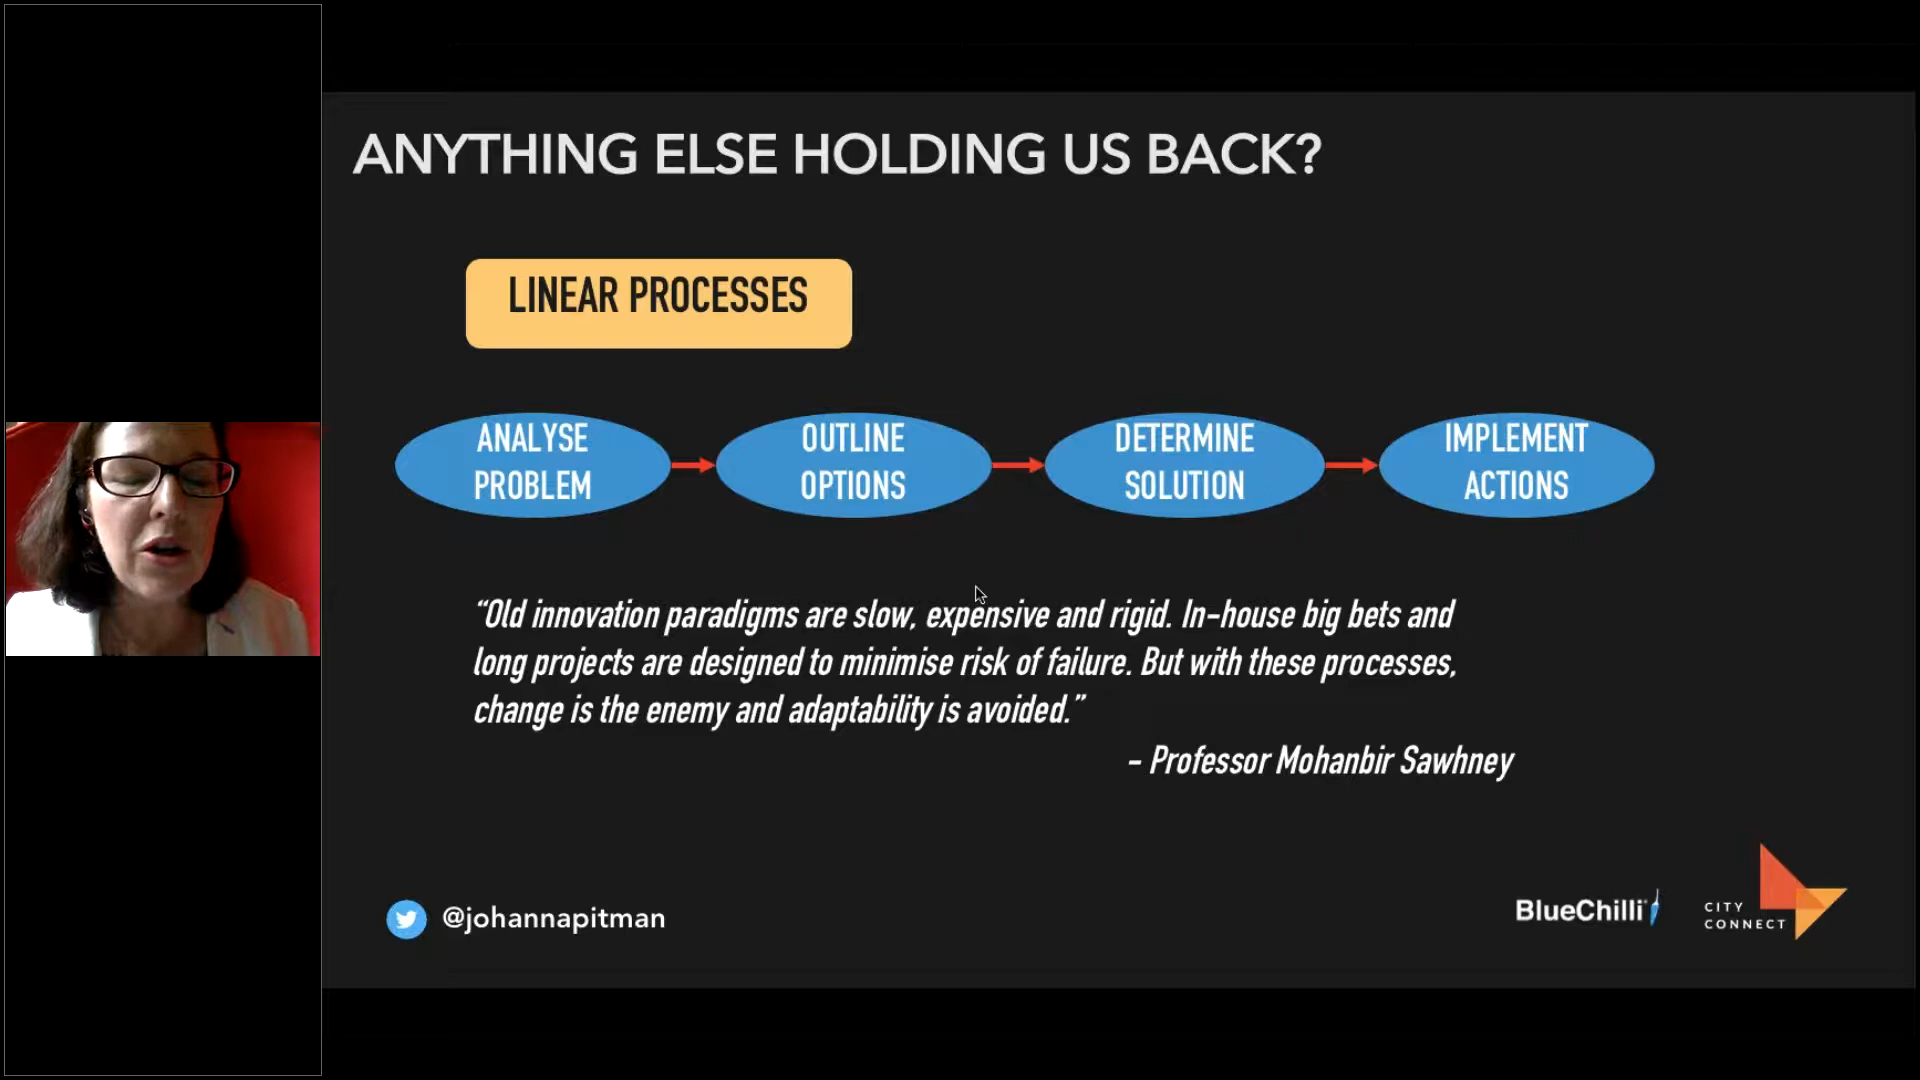 ANYTHING ELSE HOLDING US BACK?
LINEAR PROCESSES
ANALYSE
PROBLEM
OUTLINE
OPTIONS
DETERMINE
SOLUTION
IMPLEMENT
ACTIONS
“Old innovation paradigms are slow, expensive and rigid. In-house big bets and
long projects are designed to minimise risk of failure. But with these processes,
change is the enemy and adaptability is avoided.”
- Professor Mohanbir Sawhney
@johannapitman
BlueChilli
CITY
CONNECT